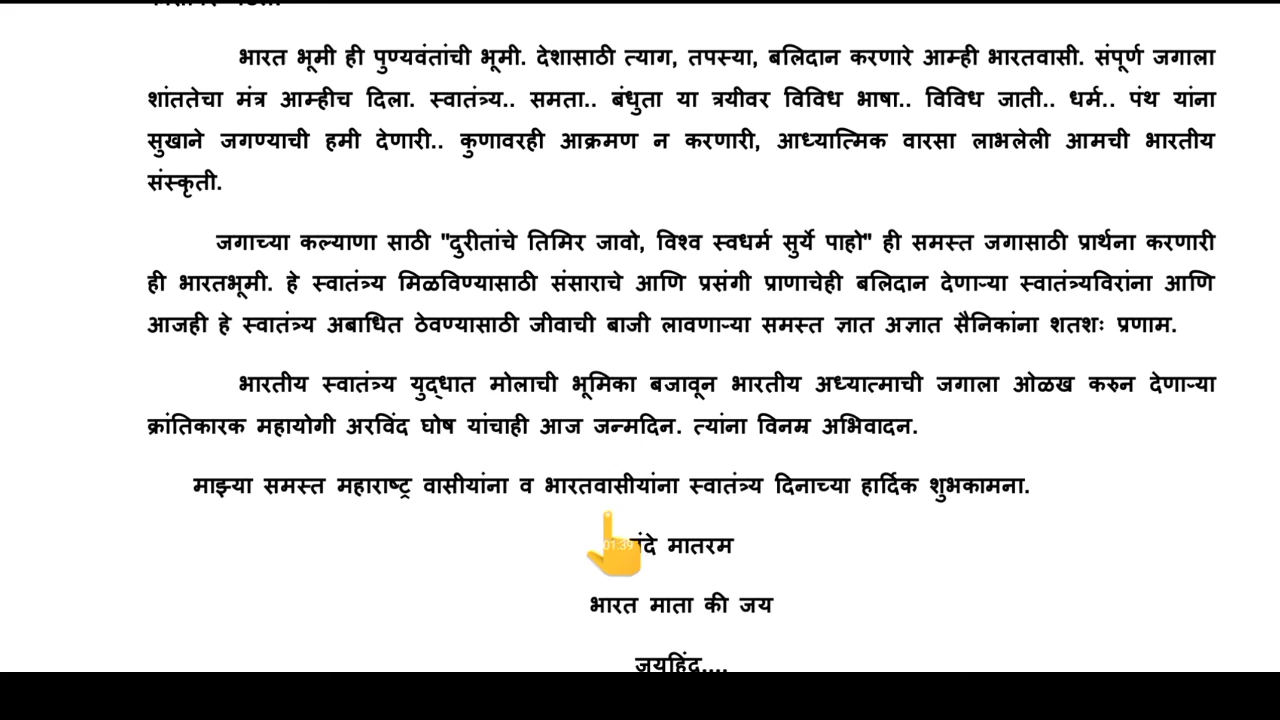 भारत भूमी ही पुण्यवंतांची भूमी. देशासाठी त्याग, तपस्या, बलिदान करणारे आम्ही भारतवासी. संपूर्ण जगाला
शांततेचा मंत्र आम्हीच दिला. स्वातंत्र्य.. समता.. बंधुता या त्रयीवर विविध भाषा.. विविध जाती.. धर्म.. पंथ यांना
सुखाने जगण्याची हमी देणारी.. कुणावरही आक्रमण न करणारी, आध्यात्मिक वारसा लाभलेली आमची भारतीय
संस्कृती.
जगाच्या कल्याणा साठी "दुरीतांचे तिमिर जावो, विश्व स्वधर्म सुर्ये पाहो" ही समस्त जगासाठी प्रार्थना करणारी
ही भारतभूमी. हे स्वातंत्र्य मिळविण्यासाठी संसाराचे आणि प्रसंगी प्राणाचेही बलिदान देणाऱ्या स्वातंत्र्यविरांना आणि
आजही हे स्वातंत्र्य अबाधित ठेवण्यासाठी जीवाची बाजी लावणाऱ्या समस्त ज्ञात अज्ञात सैनिकांना शतशः प्रणाम.
भारतीय स्वातंत्र्य युद्धात मोलाची भूमिका बजावून भारतीय अध्यात्माची जगाला ओळख करुन देणाऱ्या
क्रांतिकारक महायोगी अरविंद घोष यांचाही आज जन्मदिन. त्यांना विनम्र अभिवादन.
माझ्या समस्त महाराष्ट्र वासीयांना व भारतवासीयांना स्वातंत्र्य दिनाच्या हार्दिक शुभकामना.
01.39
मातरम
भारत माता की जय
जयहिंद....